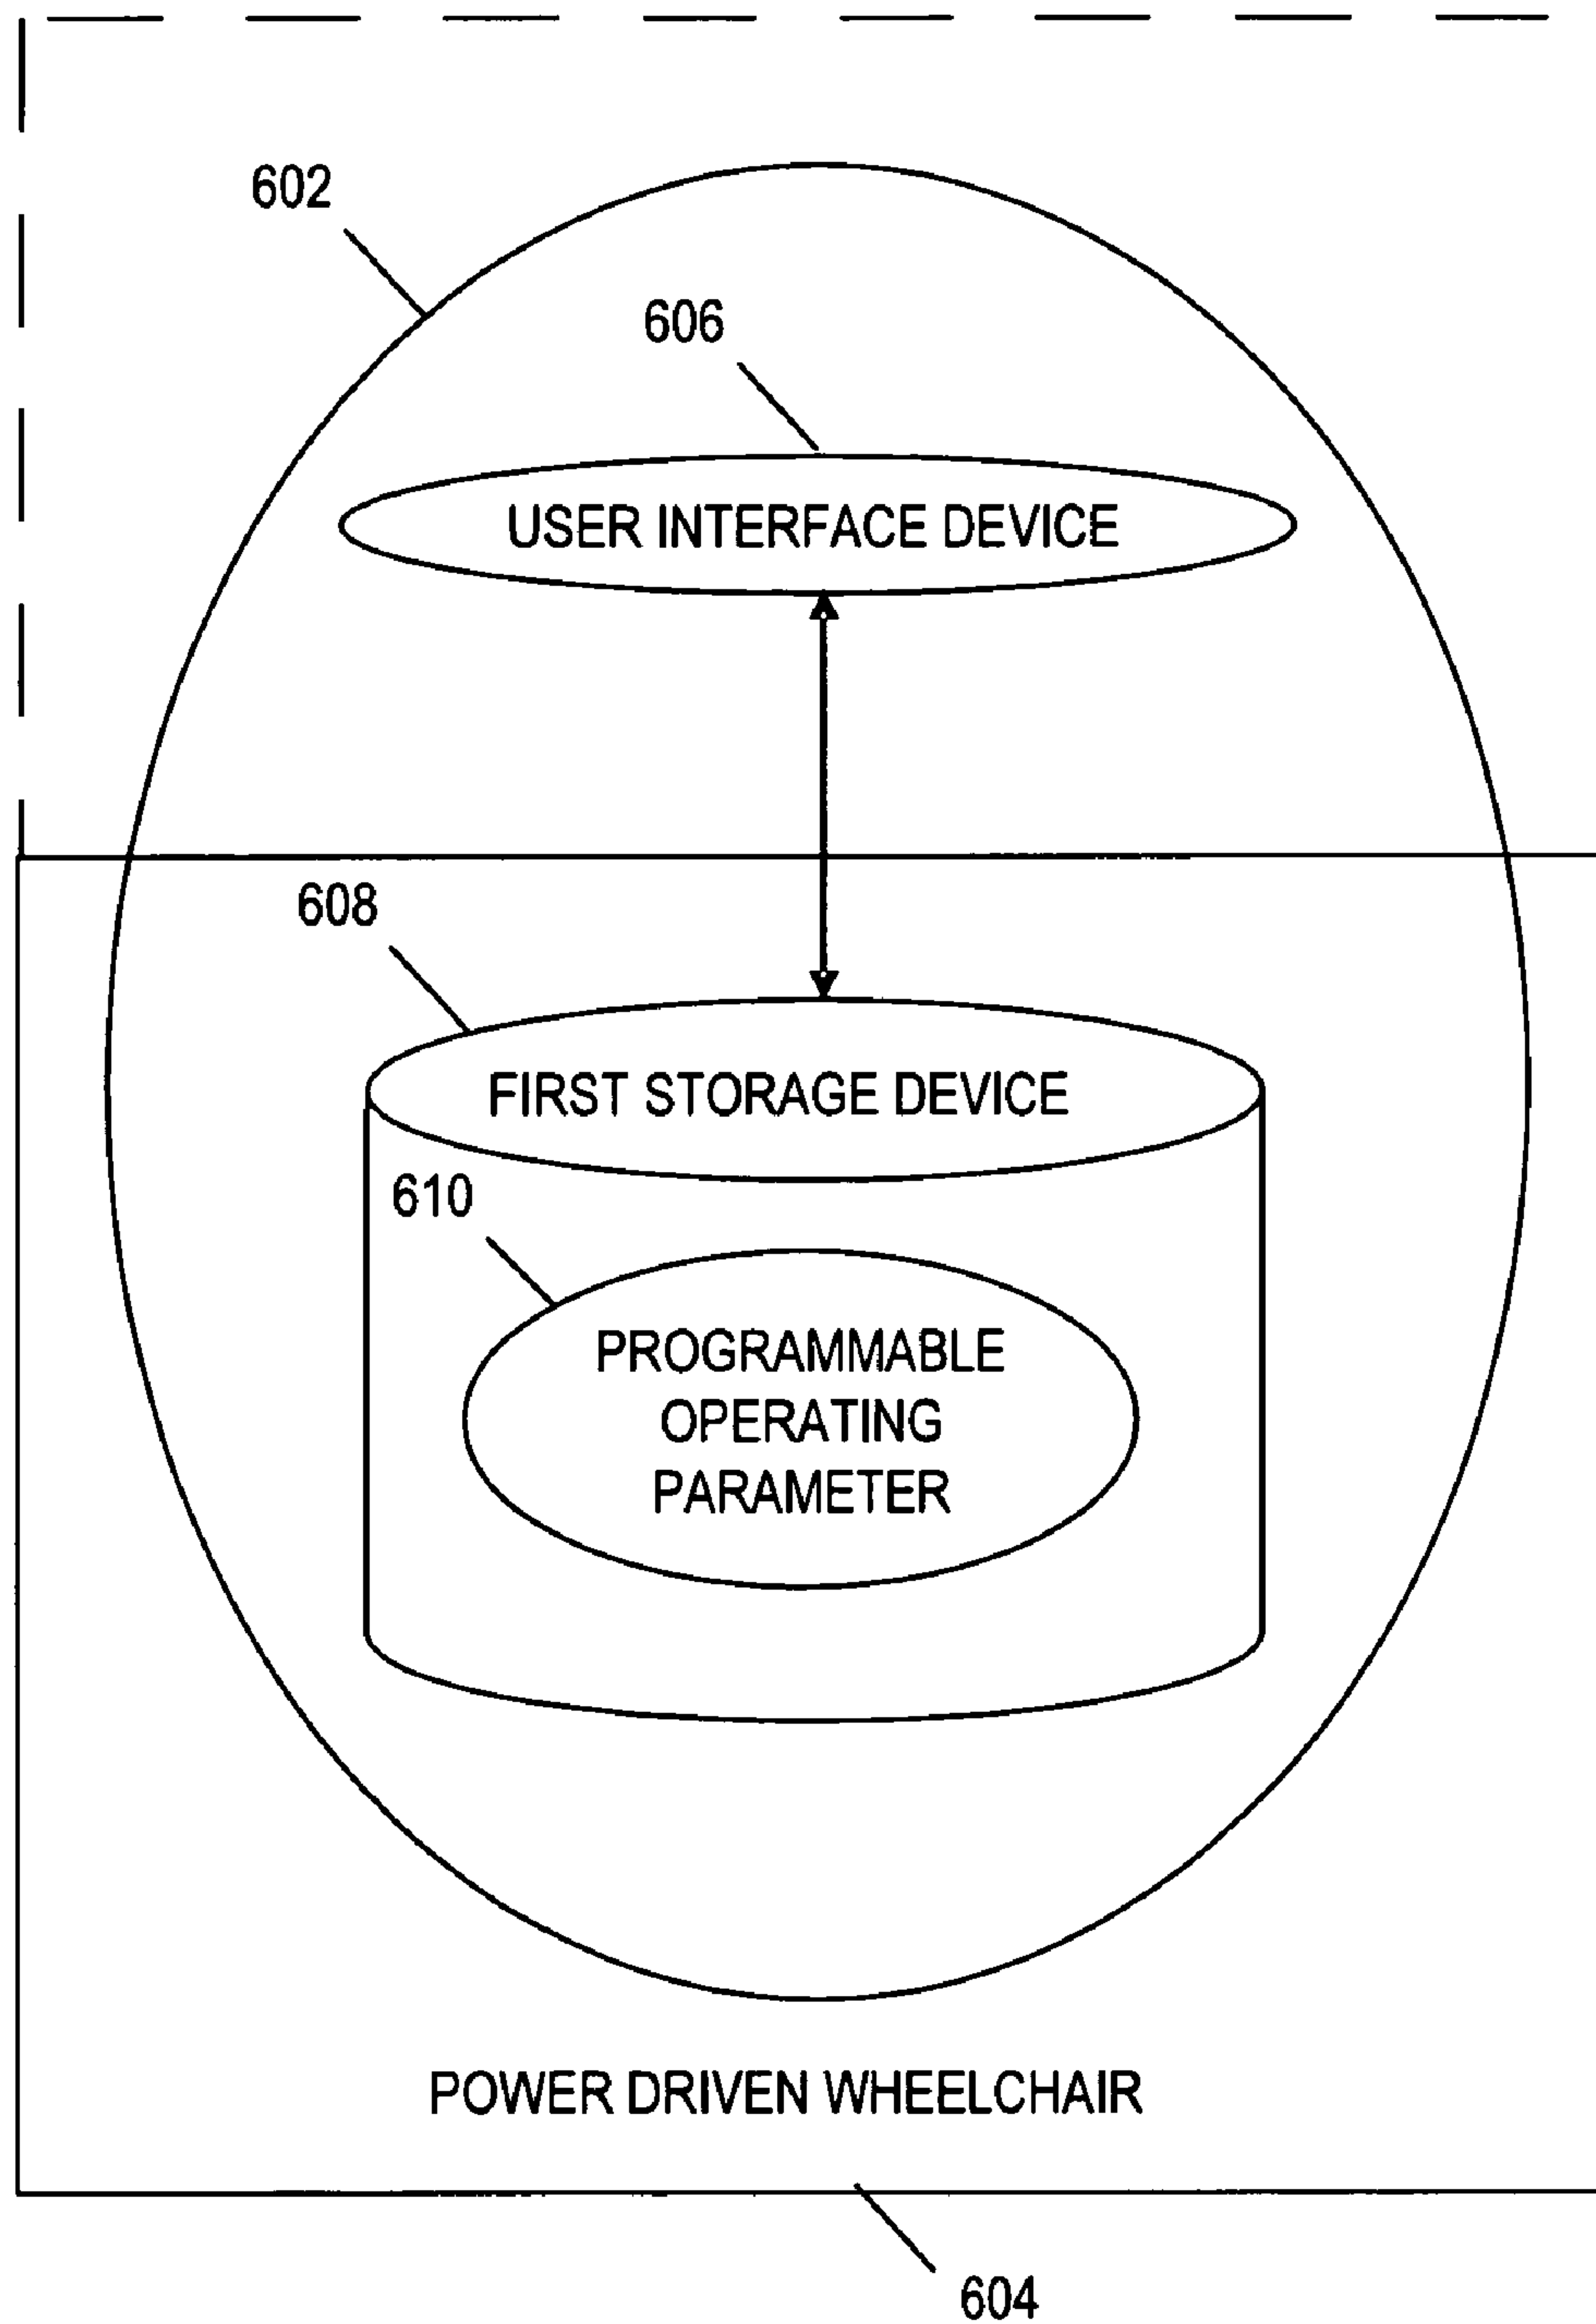 602
606
USER INTERFACE DEVICE
608
FIRST STORAGE DEVICE
610
PROGRAMMABLE
OPERATING
PARAMETER
POWER DRIVEN WHEELCHAIR
604